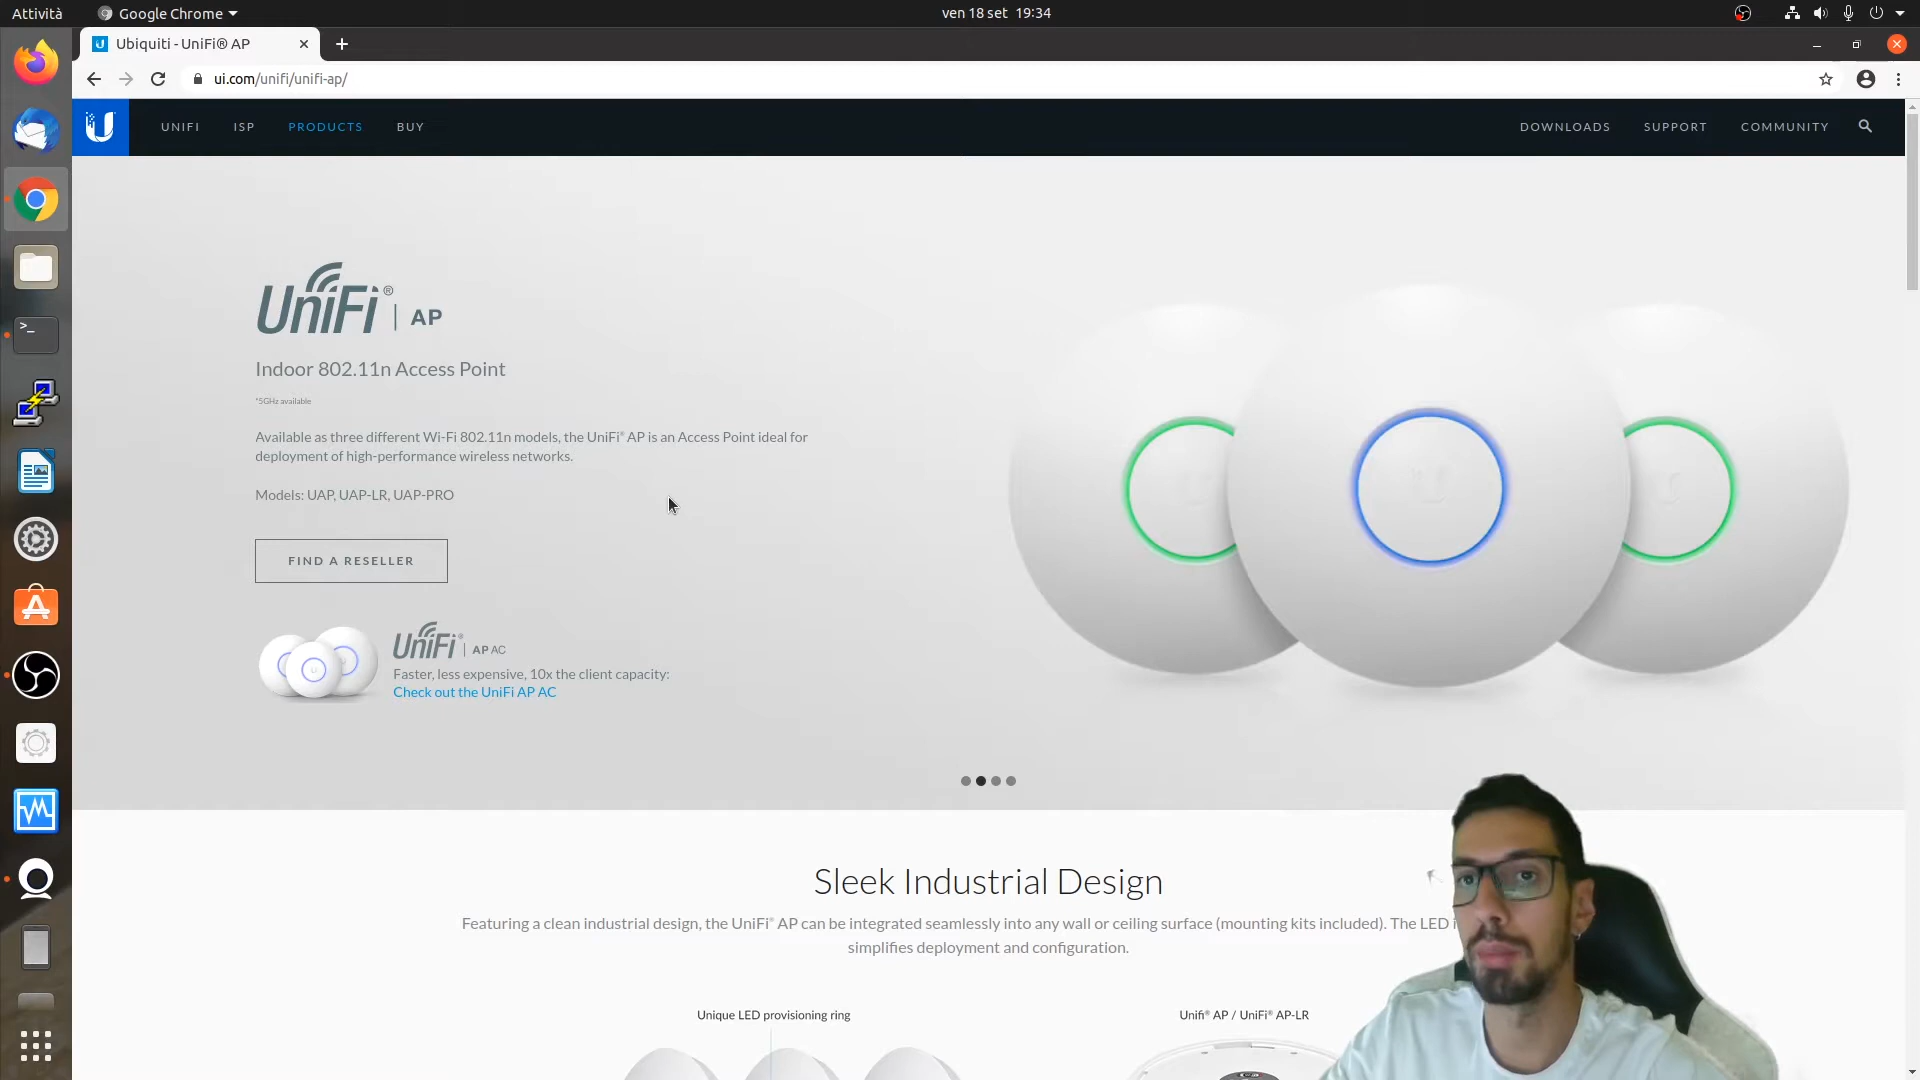 Attività
Google Chrome
ven 18 set 19:34
Ubiquiti - UniFi® AP
ui.com/unifi/unifi-ap/
UNIFI
ISP
PRODUCTS
BUY
DOWNLOADS
SUPPORT
COMMUNITY
UniFi® | AP
Indoor 802.11n Access Point
*5GHz available
Available as three different Wi-Fi 802.11n models, the UniFi® AP is an Access Point ideal for
deployment of high-performance wireless networks.
Models: UAP, UAP-LR, UAP-PRO
FIND A RESELLER
UniFi® | AP AC
Faster, less expensive, 10x the client capacity:
Check out the UniFi AP AC
Sleek Industrial Design
Featuring a clean industrial design, the UniFi® AP can be integrated seamlessly into any wall or ceiling surface (mounting kits included). The LED
simplifies deployment and configuration.
Unique LED provisioning ring
Unifi® AP / UniFi® AP-LR